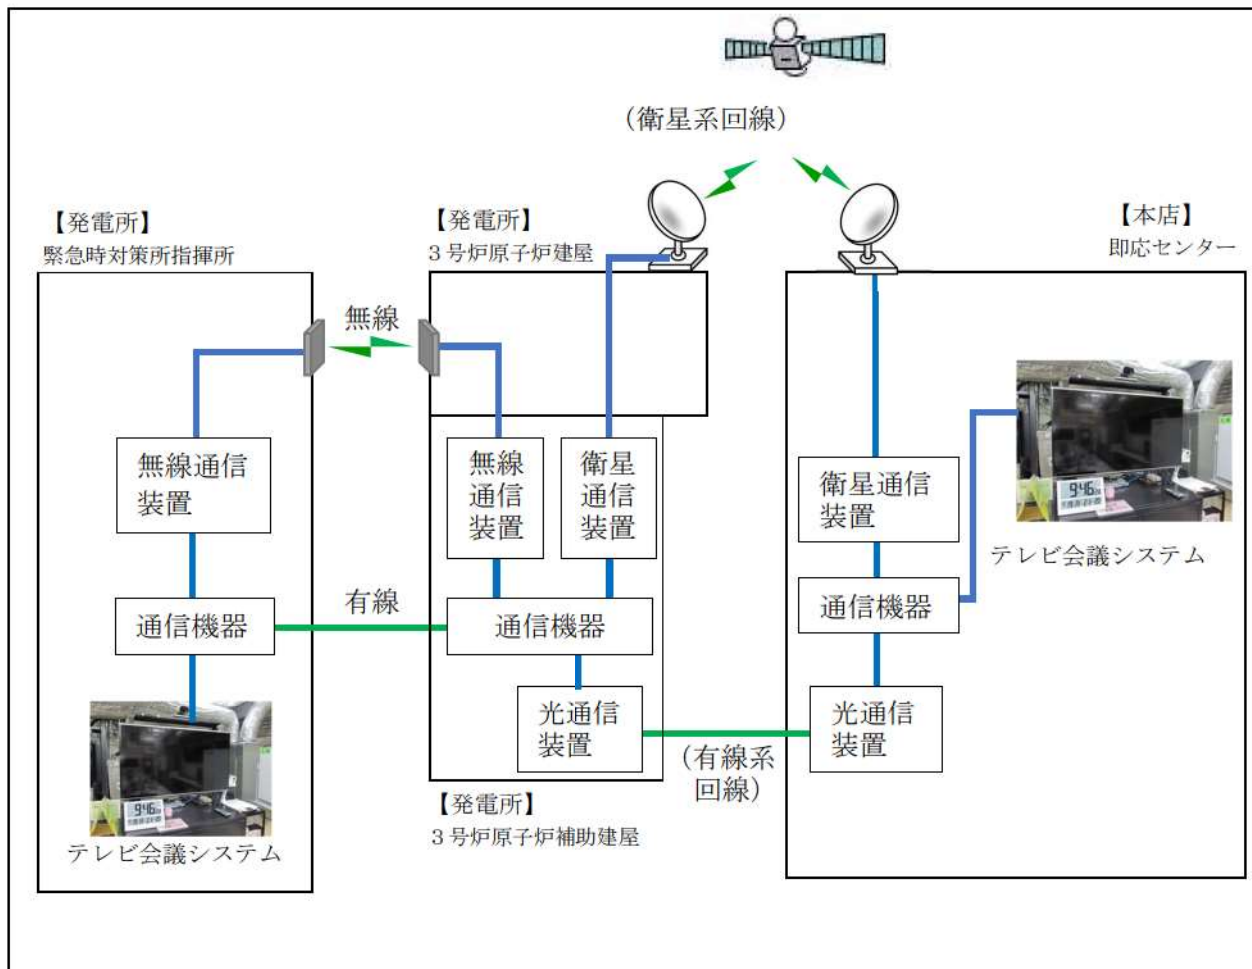 (衛星系回線)
【発電所】
緊急時対策所指揮所
【発電所】
3号炉原子炉建屋
【本店】
即応センター
無線
無線通信
装置
無線
通信
装置
衛星
通信
装置
衛星通信
装置
テレビ会議システム
通信機器
有線
通信機器
通信機器
光通信
装置
光通信
装置
(有線系
回線)
9:46
9:46
【発電所】
3号炉原子炉補助建屋
テレビ会議システム